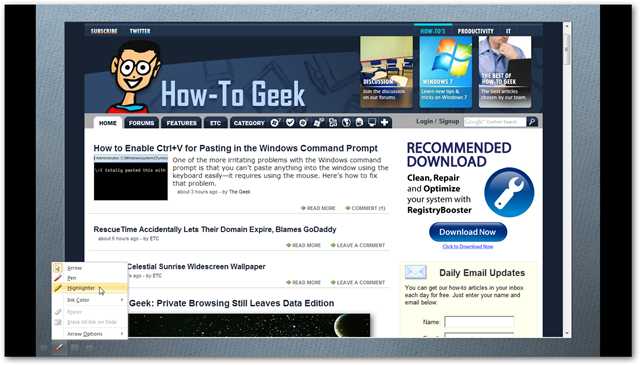 SUBSCRIBE TWITTER
HOW-TO'S PRODUCTIVITY IT
How-To Geek
DISCUSSION
Join the discussion
on our forums
WINDOWS 7
Learn new tips &
tricks on Windows 7
THE BEST OF
HOW-TO GEEK
The best articles
chosen by our team.
HOME FORUMS FEATURES ETC CATEGORY
Login / Signup
Google Custom Search
How to Enable Ctrl+V for Pasting in the Windows Command Prompt
One of the more irritating problems with the Windows command
prompt is that you can't paste anything into the window using the
keyboard easily—it requires using the mouse. Here's how to fix
that problem.
about 3 hours ago - by The Geek
READ MORE COMMENT (1)
RescueTime Accidentally Lets Their Domain Expire, Blames GoDaddy
about 6 hours ago - by ETC
READ MORE LEAVE A COMMENT
Celestial Sunrise Widescreen Wallpaper
ago - by ETC
READ MORE LEAVE A COMMENT
Geek: Private Browsing Still Leaves Data Edition
RECOMMENDED
DOWNLOAD
Clean, Repair
and Optimize
your system with
RegistryBooster
Download Now
Click to Download Now
Daily Email Updates
You can get our how-to articles in your inbox
each day for free. Just enter your name and
email below:
Name:
Email:
Arrow
Pen
Highlighter
Ink Color
Eraser
Erase All Ink on Slide
Arrow Options